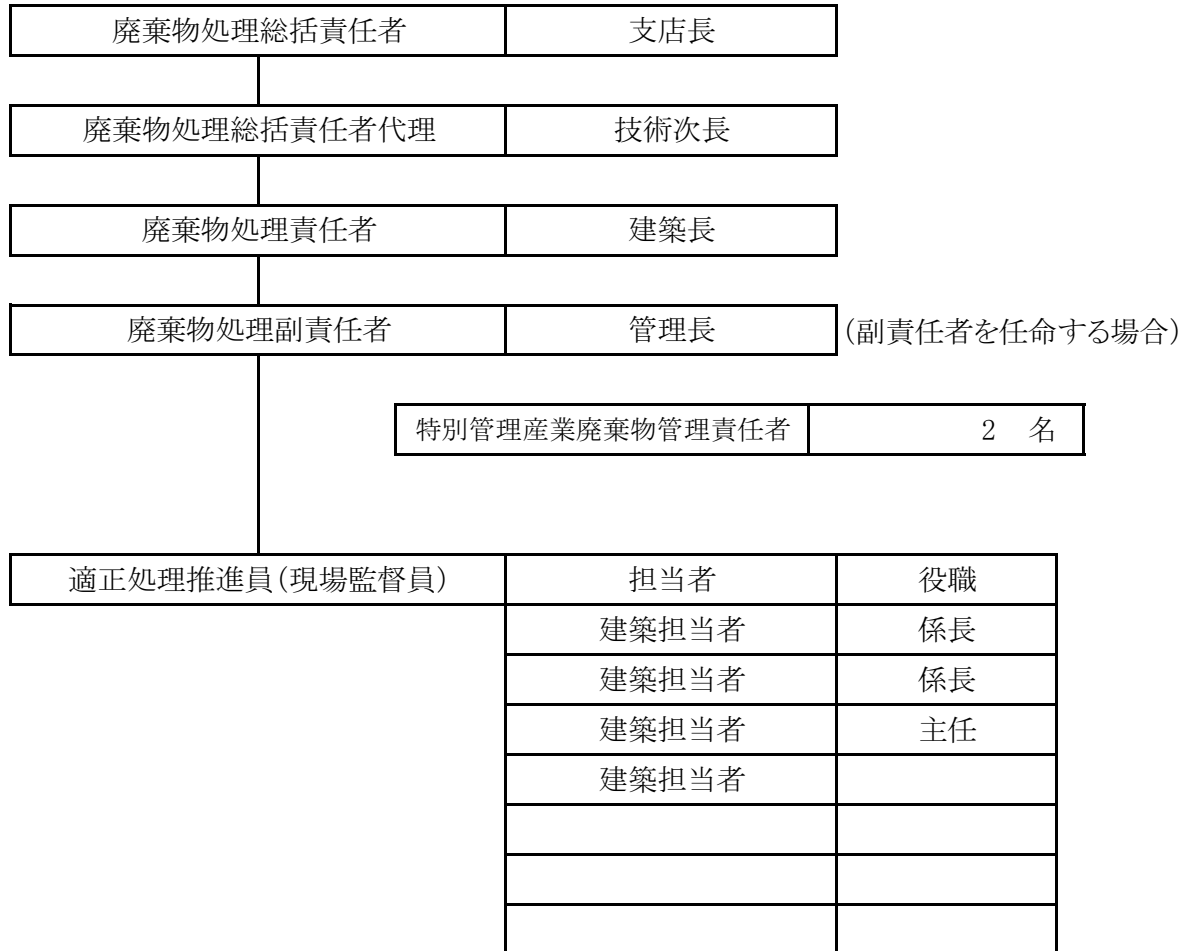 廃棄物処理総括責任者 支店長
廃棄物処理総括責任者代理 技術次長
廃棄物処理責任者 建築長
廃棄物処理副責任者 管理長 (副責任者を任命する場合)
特別管理産業廃棄物管理責任者 2 名
適正処理推進員(現場監督員) 担当者 役職
建築担当者 係長
建築担当者 係長
建築担当者 主任
建築担当者